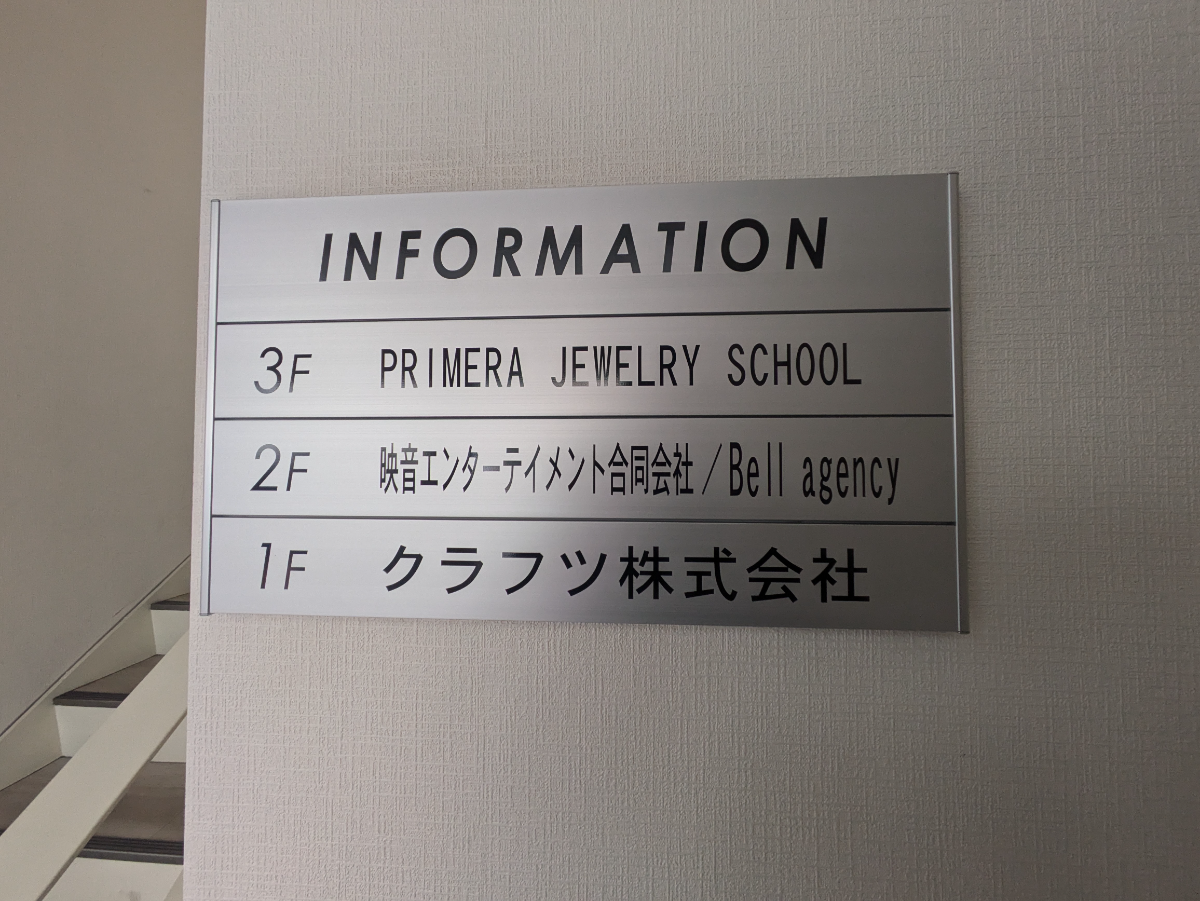 INFORMATION
3F PRIMERA JEWELRY SCHOOL
2F 映音エンターテイメント合同会社/Bell agency
1F クラフツ株式会社